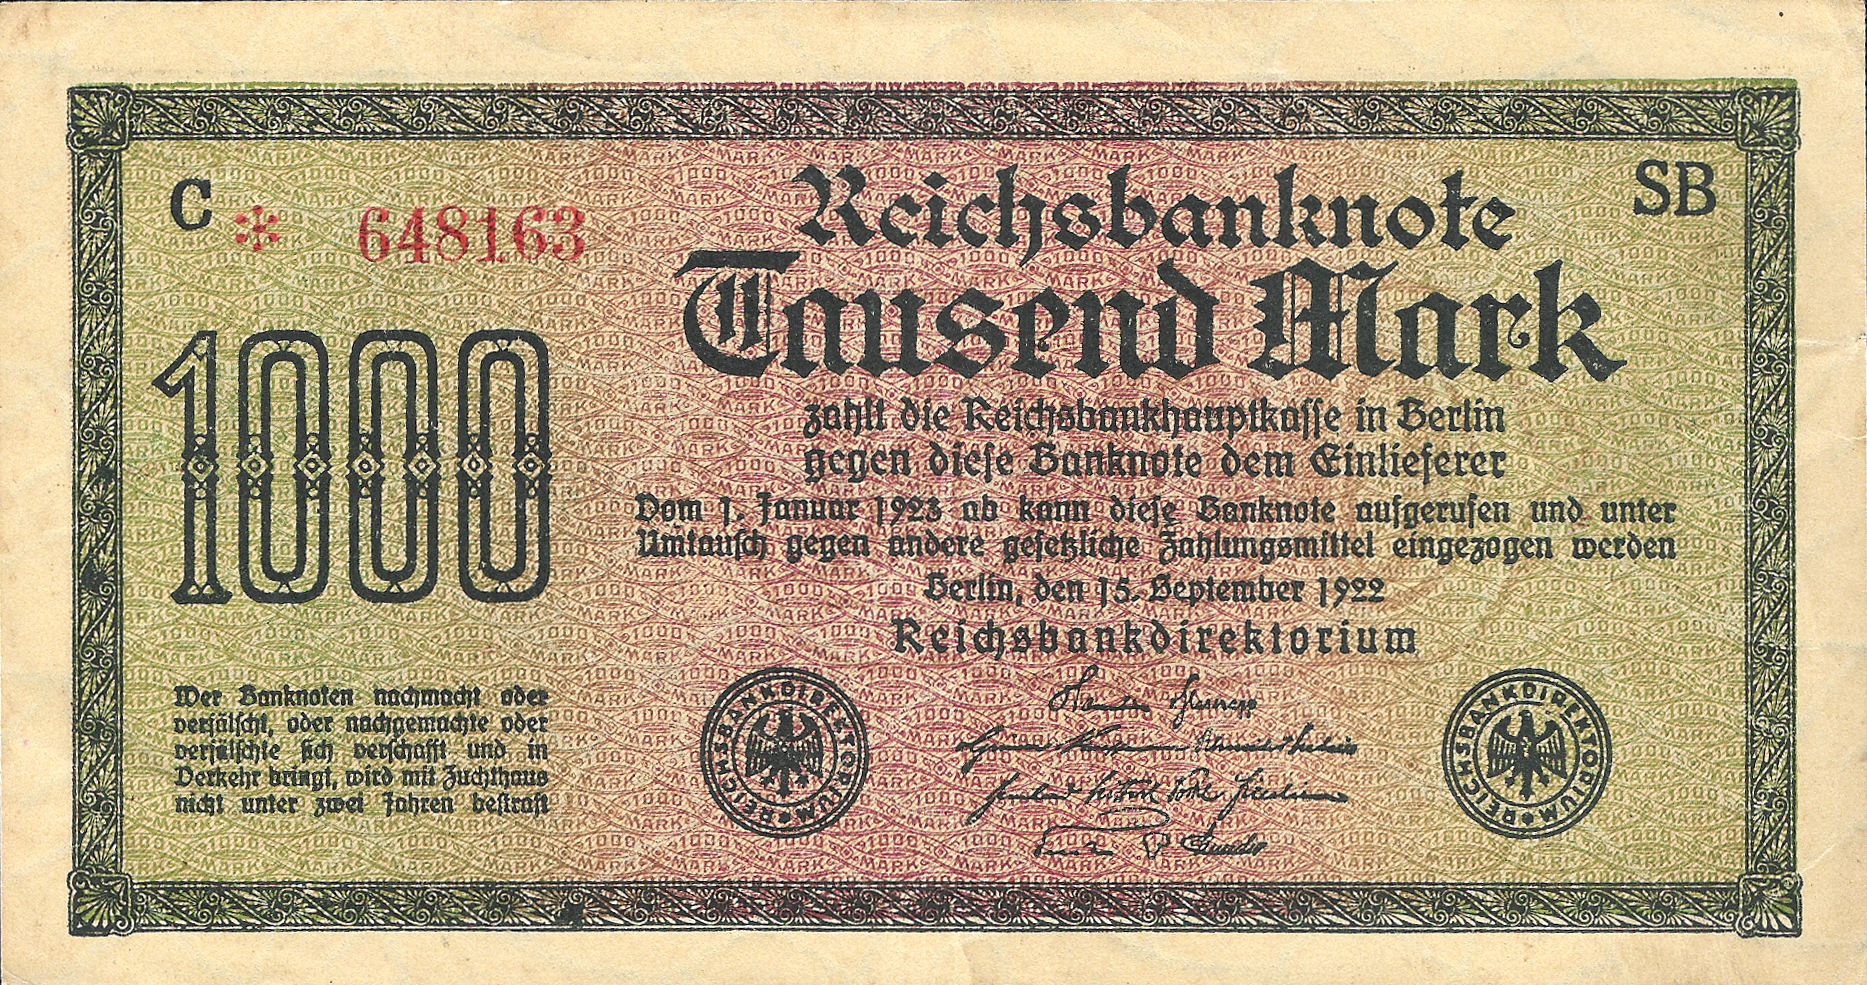 C
* 648163
SB
Reichsbanknote
Tausend Mark
1000
zahlt die Reichsbankhauptkasse in Berlin
gegen diese Banknote dem Einlieferer
Vom 1. Januar 1923 ab kann diese Banknote aufgerufen und unter
Umtausch gegen andere gesetzliche Zahlungsmittel eingezogen werden
Berlin, den 15. September 1922
Reichsbankdirektorium
Wer Banknoten nachmacht oder
verfälscht, oder nachgemachte oder
verfälschte sich verschafft und in
Verkehr bringt, wird mit Zuchthaus
nicht unter zwei Jahren bestraft
REICHSBANKDIREKTORIUM
REICHSBANKDIREKTORIUM